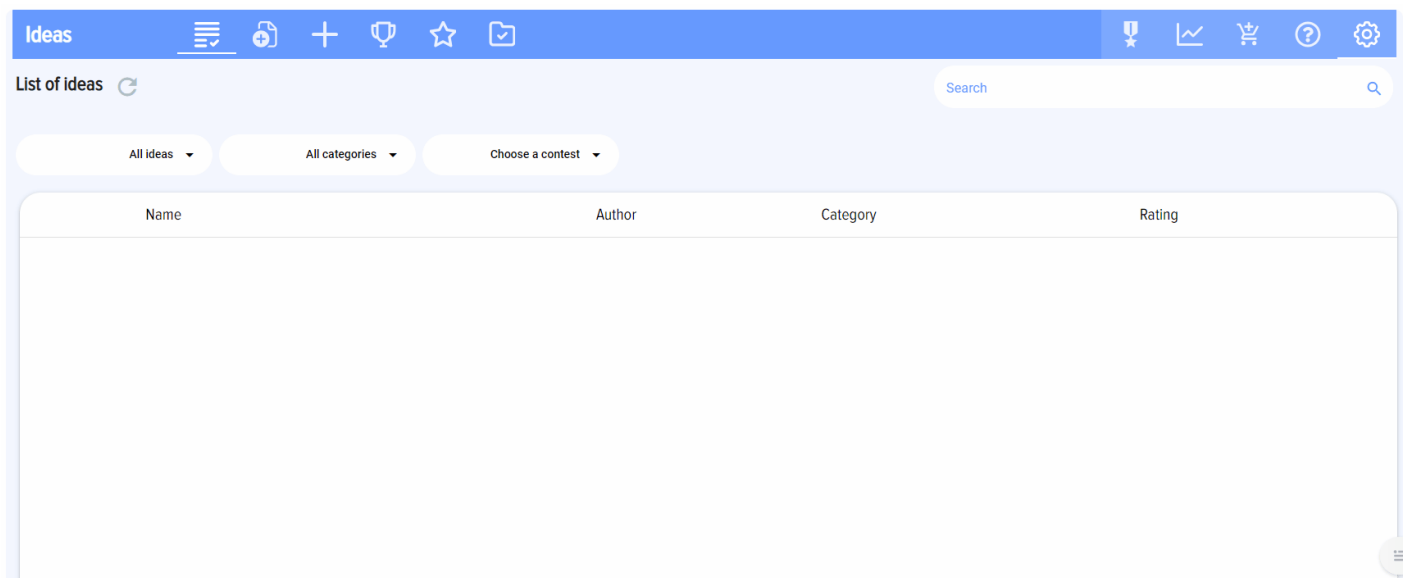 Ideas
List of ideas
Search
All ideas All categories Choose a contest
Name Author Category Rating